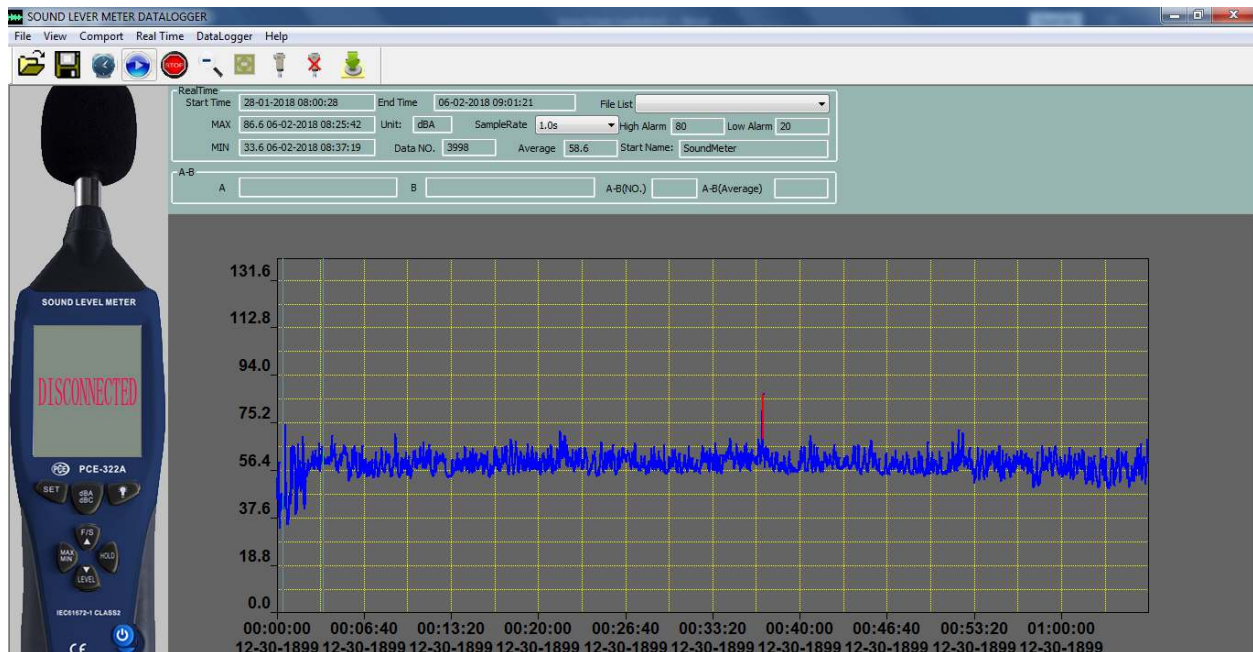 SOUND LEVER METER DATALOGGER
File View Comport Real Time DataLogger Help
STOP
RealTime
Start Time 28-01-2018 08:00:28 End Time 06-02-2018 09:01:21 File List
MAX 86.6 06-02-2018 08:25:42 Unit: dBA SampleRate 1.0s High Alarm 80 Low Alarm 20
MIN 33.6 06-02-2018 08:37:19 Data NO. 3998 Average 58.6 Start Name: SoundMeter
A-B
A B A-B(NO.) A-B(Average)
SOUND LEVEL METER
DISCONNECTED
PCE PCE-322A
SET dBA dBC
F/S
MAX MIN HOLD
LEVEL
IEC61672-1 CLASS2
CE
131.6
112.8
94.0
75.2
56.4
37.6
18.8
0.0
00:00:00 00:06:40 00:13:20 00:20:00 00:26:40 00:33:20 00:40:00 00:46:40 00:53:20 01:00:00
12-30-1899 12-30-1899 12-30-1899 12-30-1899 12-30-1899 12-30-1899 12-30-1899 12-30-1899 12-30-1899 12-30-1899